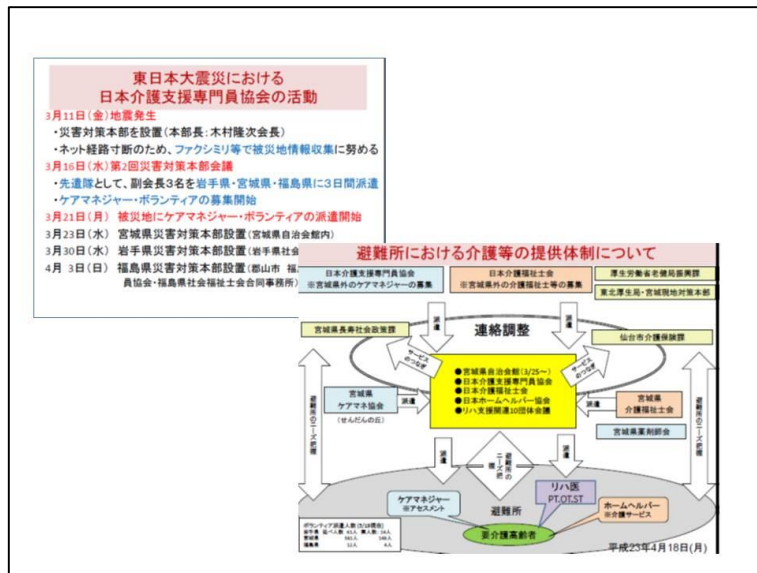 東日本大震災における
日本介護支援専門員協会の活動
3月11日(金)地震発生
・災害対策本部を設置(本部長:木村隆次会長)
・ネット経路寸断のため、ファクシミリ等で被災地情報収集に努める
3月16日(水)第2回災害対策本部会議
・先遣隊として、副会長3名を岩手県・宮城県・福島県に3日間派遣
・ケアマネジャー・ボランティアの募集開始
3月21日(月) 被災地にケアマネジャー・ボランティアの派遣開始
3月23日(水) 宮城県災害対策本部設置(宮城県自治会館内)
3月30日(水) 岩手県災害対策本部設置(岩手県社会
4月 3日(日) 福島県災害対策本部設置(郡山市
員協会・福島県社会福祉士会合同事務所)
避難所における介護等の提供体制について
日本介護支援専門員協会
※宮城県外のケアマネジャーの募集
日本介護福祉士会
※宮城県外の介護福祉士等の募集
厚生労働省老健局振興課
東北厚生局・宮城現地対策本部
派遣
派遣
連絡調整
宮城県長寿社会政策課
仙台市介護保険課
サービスのつなぎ
サービスのつなぎ
●宮城県自治会館(3/25~)
●日本介護支援専門員協会
●日本介護福祉士会
●日本ホームヘルパー協会
●リハ支援関連10団体会議
宮城県
ケアマネ協会
(せんだんの丘)
派遣
派遣
宮城県
介護福祉士会
宮城県薬剤師会
避難所のニーズ把握
避難所のニーズ把握
避難所のニーズ把握
派遣
派遣
ケアマネジャー
※アセスメント
リハ医
PT.OT.ST
避難所
ホームヘルパー
※介護サービス
要介護高齢者
岩手県
宮城県
福島県
平成23年4月18日(月)